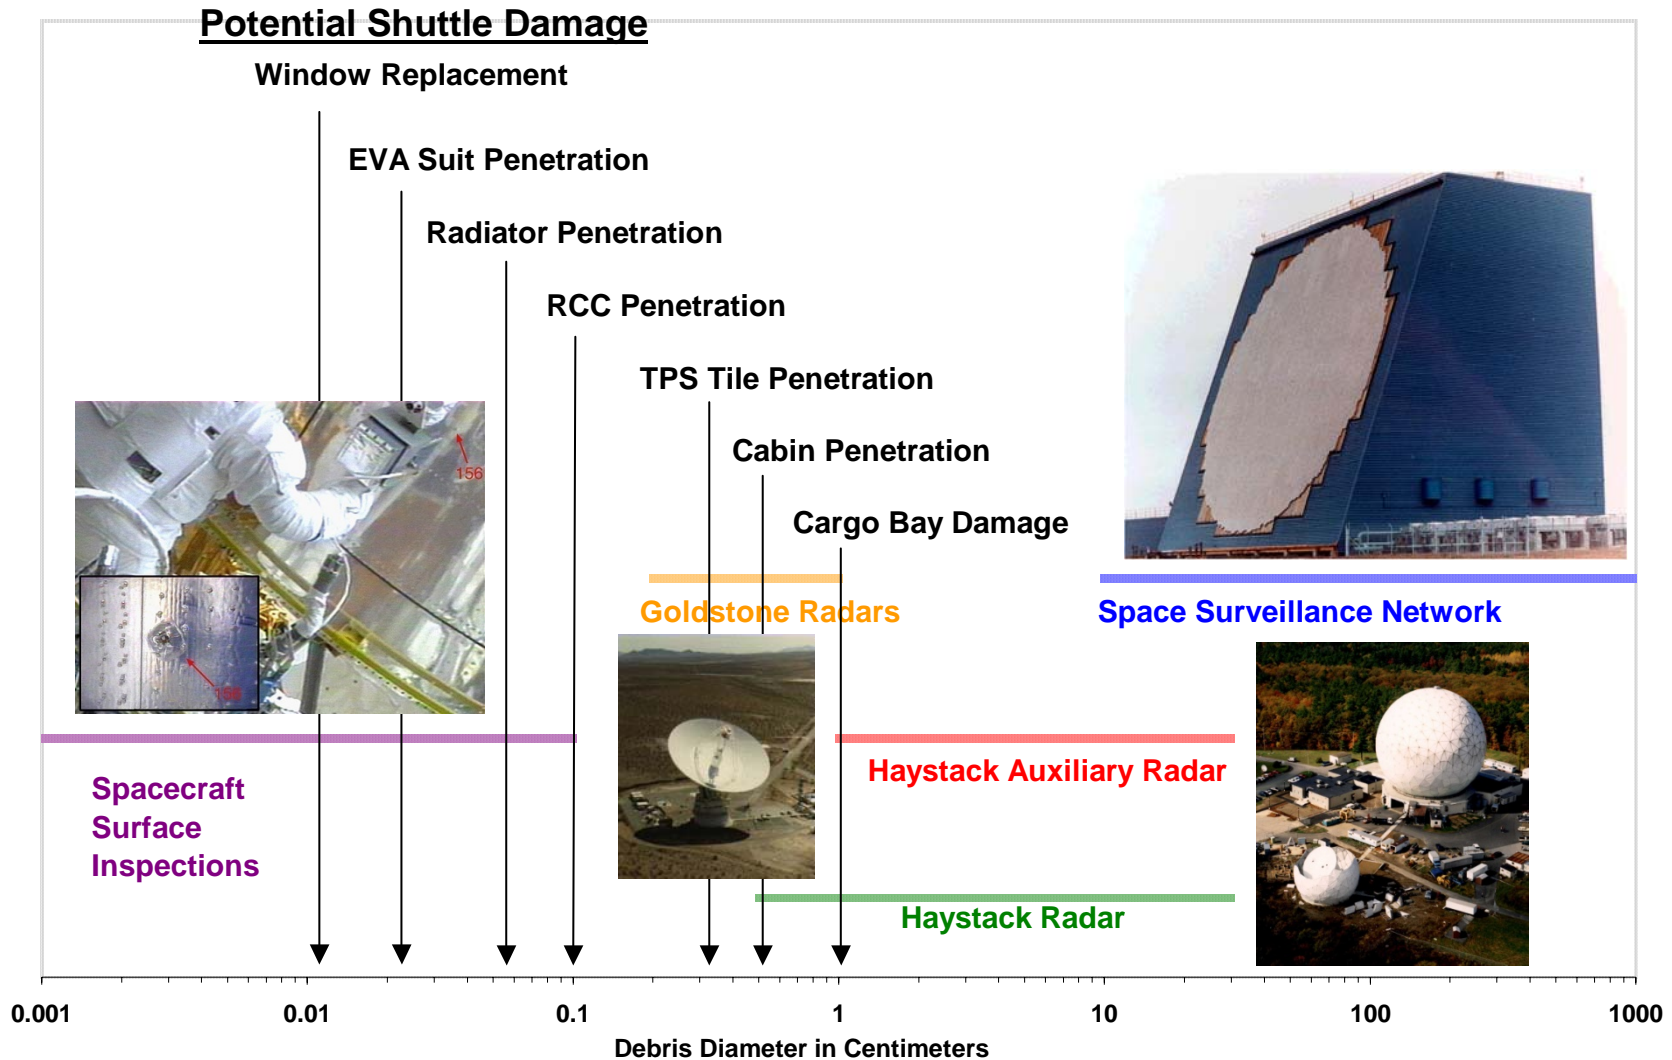 Potential Shuttle Damage
Window Replacement
EVA Suit Penetration
Radiator Penetration
RCC Penetration
TPS Tile Penetration
Cabin Penetration
Cargo Bay Damage
156
156
Goldstone Radars
Space Surveillance Network
Haystack Auxiliary Radar
Spacecraft
Surface
Inspections
Haystack Radar
0.001 0.01 0.1 1 10 100 1000
Debris Diameter in Centimeters